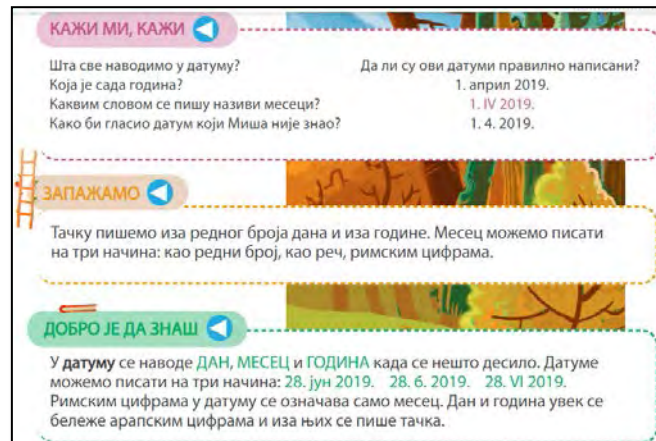 КАЖИ МИ, КАЖИ
Шта све наводимо у датуму?
Која је сада година?
Каквим словом се пишу називи месеци?
Како би гласио датум који Миша није знао?
Да ли су ови датуми правилно написани?
1. април 2019.
1. IV 2019.
1. 4. 2019.
ЗАПАЖАМО
Тачку пишемо иза редног броја дана и иза године. Месец можемо писати
на три начина: као редни број, као реч, римским цифрама.
ДОБРО ЈЕ ДА ЗНАШ
У датуму се наводе ДАН, МЕСЕЦ и ГОДИНА када се нешто десило. Датуме
можемо писати на три начина: 28. јун 2019. 28. 6. 2019. 28. VI 2019.
Римским цифрама у датуму се означава само месец. Дан и година увек се
бележе арапским цифрама и иза њих се пише тачка.